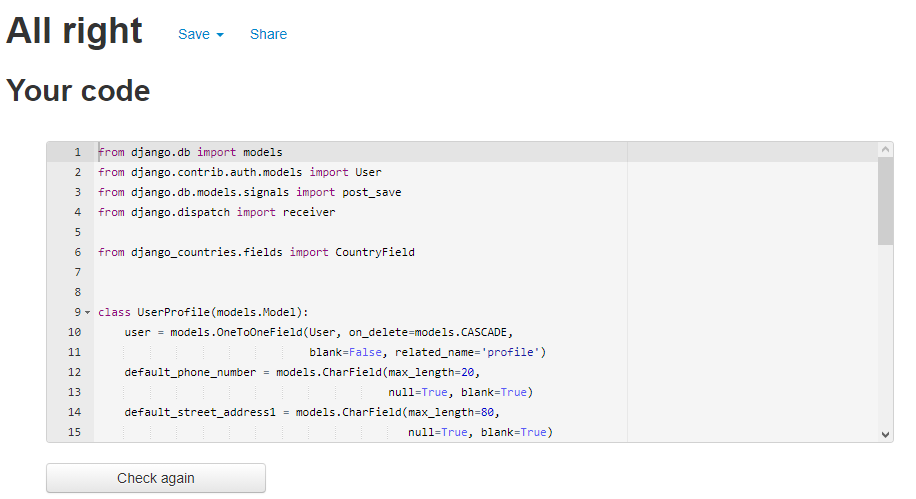 All right Save Share
Your code
1 from django.db import models
2 from django.contrib.auth.models import User
3 from django.db.models.signals import post_save
4 from django.dispatch import receiver
5
6 from django_countries.fields import CountryField
7
8
9 class UserProfile(models.Model):
10 user = models.OneToOneField(User, on_delete=models.CASCADE,
11 blank=False, related_name='profile')
12 default_phone_number = models.CharField(max_length=20,
13 null=True, blank=True)
14 default_street_address1 = models.CharField(max_length=80,
15 null=True, blank=True)
Check again